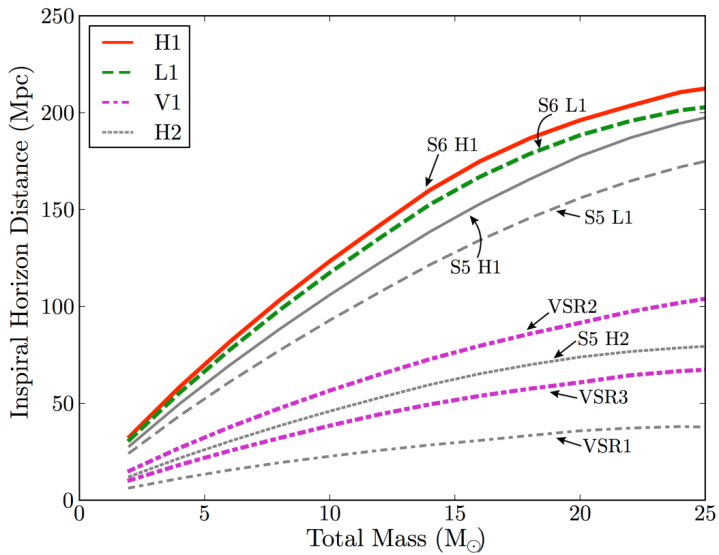 Inspiral Horizon Distance (Mpc)
250
200
150
100
50
0
H1
L1
V1
H2
S6 L1
S6 H1
S5 L1
S5 H1
VSR2
S5 H2
VSR3
VSR1
0 5 10 15 20 25
Total Mass (M☉)